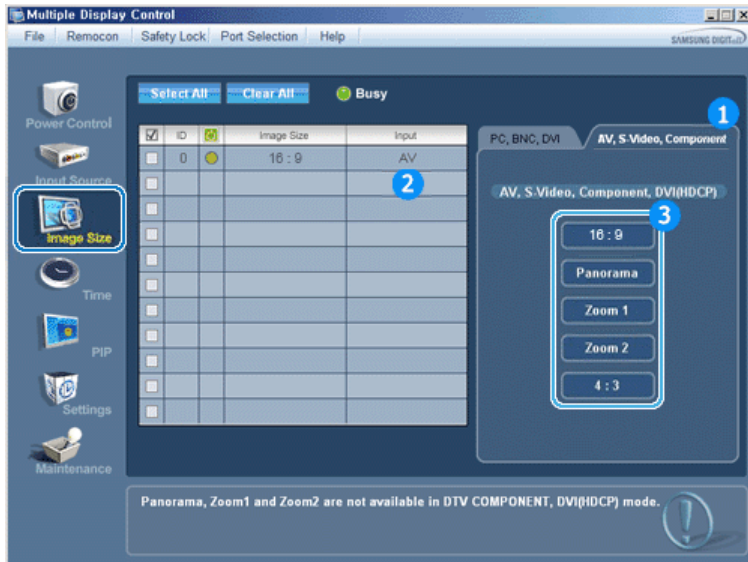 Multiple Display Control
File Remocon Safety Lock Port Selection Help
SAMSUNG DIGITall
Select All Clear All Busy
1
Power Control
ID Image Size Input
PC, BNC, DVI AV, S-Video, Component
0 16 : 9 AV
Input Source
2
AV, S.Video, Component, DVI(HDCP)
3
Image Size
16 : 9
Panorama
Time
Zoom 1
PIP
Zoom 2
4 : 3
Settings
Maintenance
Panorama, Zoom1 and Zoom2 are not available in DTV COMPONENT, DVI(HDCP) mode.